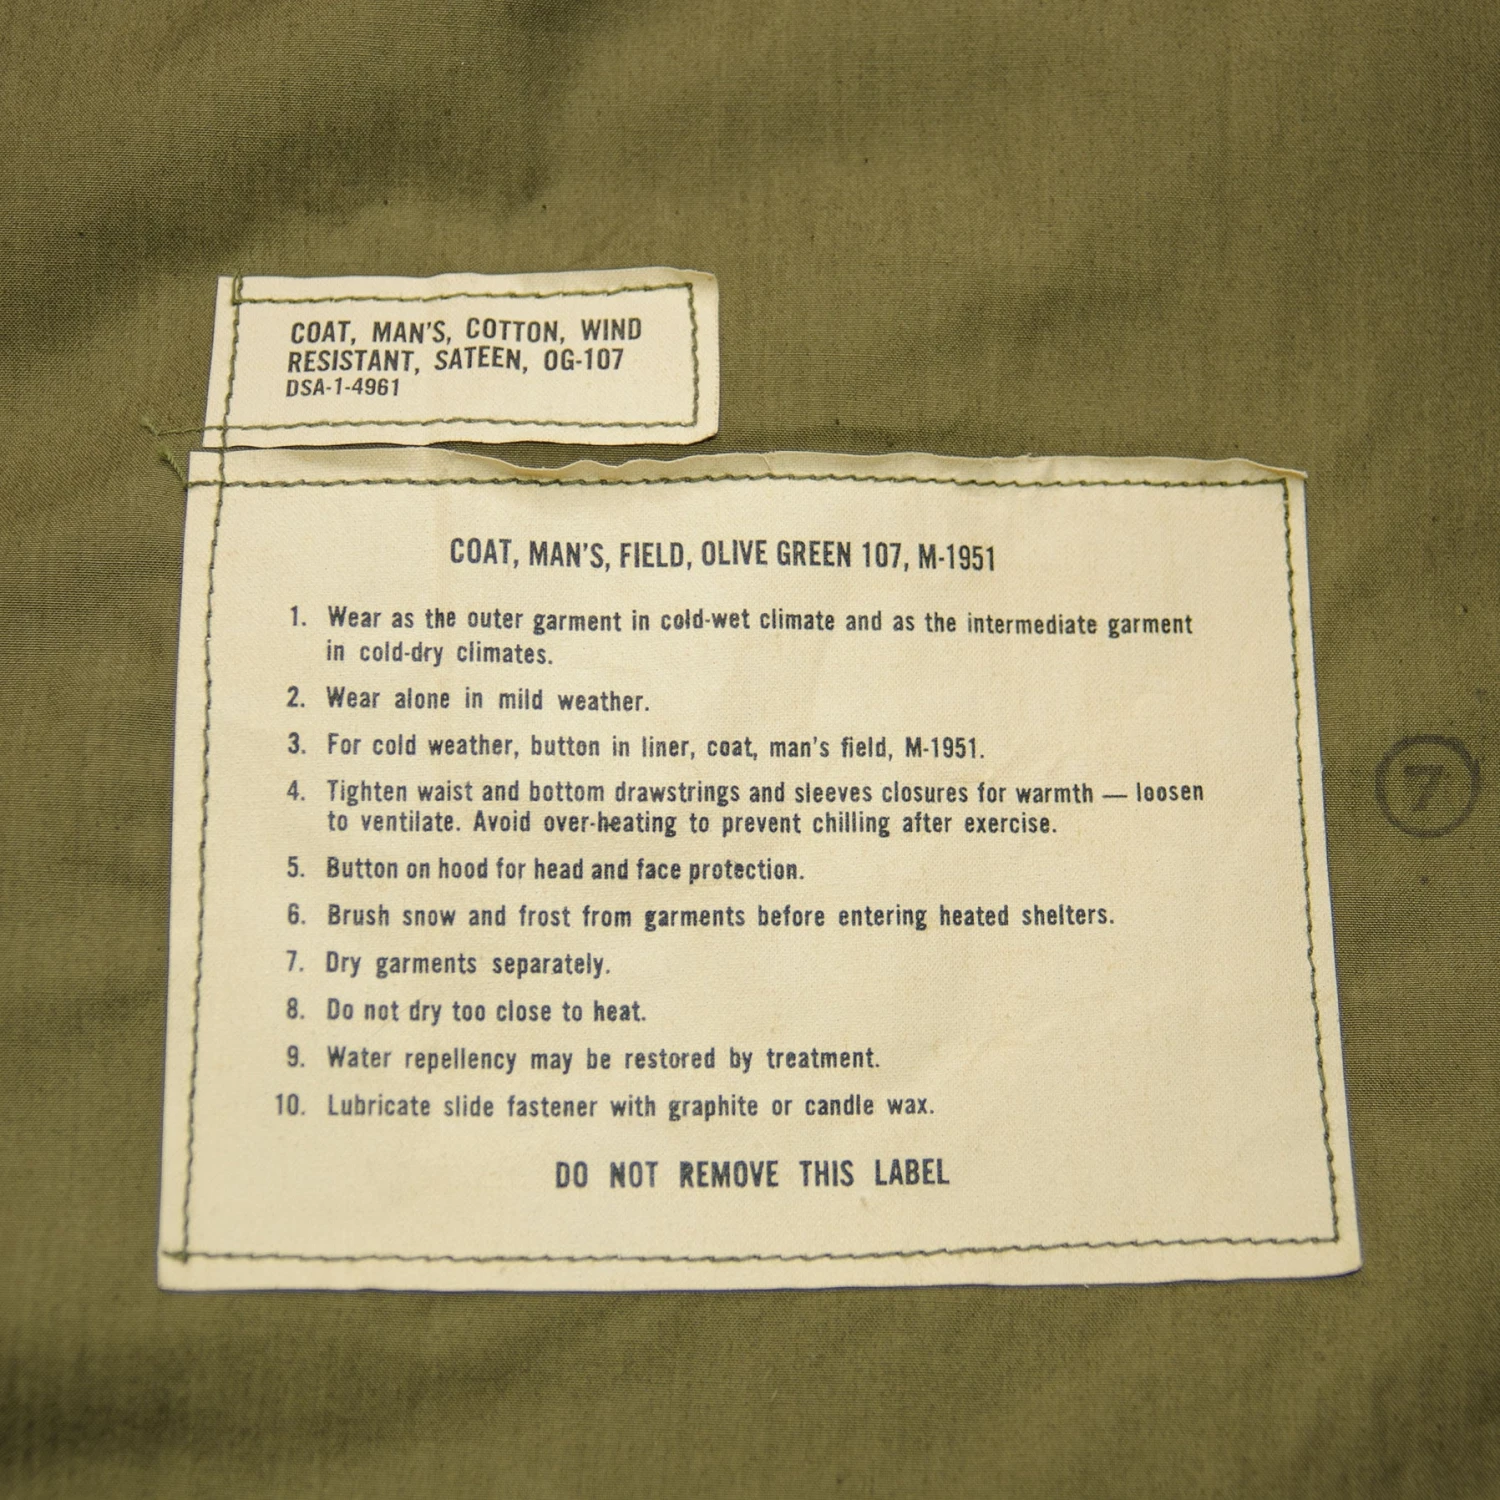 COAT, MAN'S, COTTON, WIND
RESISTANT, SATEEN, OG-107
DSA-1-4961
COAT, MAN'S, FIELD, OLIVE GREEN 107, M-1951
1. Wear as the outer garment in cold-wet climate and as the intermediate garment
in cold-dry climates.
2. Wear alone in mild weather.
3. For cold weather, button in liner, coat, man's field, M-1951.
4. Tighten waist and bottom drawstrings and sleeves closures for warmth — loosen
to ventilate. Avoid over-heating to prevent chilling after exercise.
5. Button on hood for head and face protection.
6. Brush snow and frost from garments before entering heated shelters.
7. Dry garments separately.
8. Do not dry too close to heat.
9. Water repellency may be restored by treatment.
10. Lubricate slide fastener with graphite or candle wax.
DO NOT REMOVE THIS LABEL
7